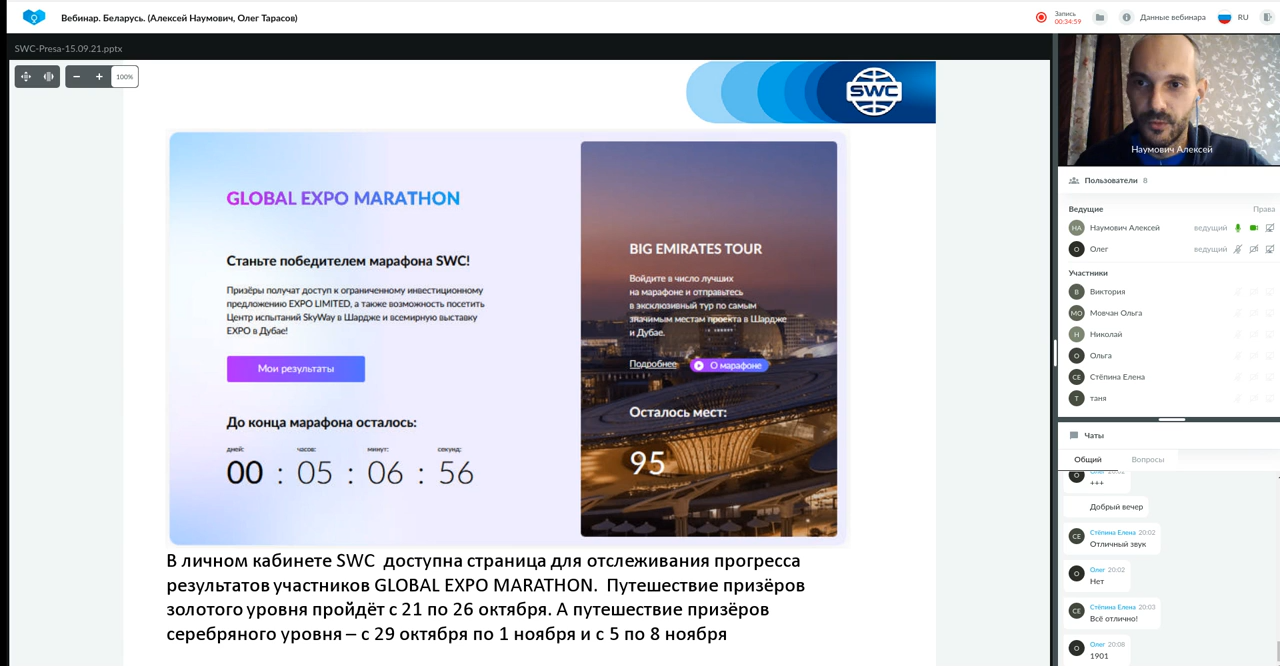 Вебинар. Беларусь. (Алексей Наумович, Олег Тарасов)
Запись
00:34:59
Данные вебинара
RU
SWC-Presa-15.09.21.pptx
100%
SWC
GLOBAL EXPO MARATHON
Станьте победителем марафона SWC!
Призёры получат доступ к ограниченному инвестиционному
предложению EXPO LIMITED, а также возможность посетить
Центр испытаний SkyWay в Шардже и всемирную выставку
EXPO в Дубае!
Мои результаты
До конца марафона осталось:
дней: часов: минут: секунд:
00 : 05 : 06 : 56
BIG EMIRATES TOUR
Войдите в число лучших
на марафоне и отправьтесь
в эксклюзивный тур по самым
значимым местам проекта в Шардже
и Дубае.
Подробнее
О марафоне
Осталось мест:
95
В личном кабинете SWC доступна страница для отслеживания прогресса
результатов участников GLOBAL EXPO MARATHON. Путешествие призёров
золотого уровня пройдёт с 21 по 26 октября. А путешествие призёров
серебряного уровня – с 29 октября по 1 ноября и с 5 по 8 ноября
Наумович Алексей
Пользователи 8
Ведущие Права
НА Наумович Алексей ведущий
О Олег ведущий
Участники
В Виктория
МО Мовчан Ольга
Н Николай
О Ольга
СЕ Стёпина Елена
Т таня
Чаты
Общий Вопросы
О
+++
Добрый вечер
СЕ Стёпина Елена 20:02
Отличный звук
О Олег 20:02
Нет
СЕ Стёпина Елена 20:03
Всё отлично!
О Олег 20:08
1901